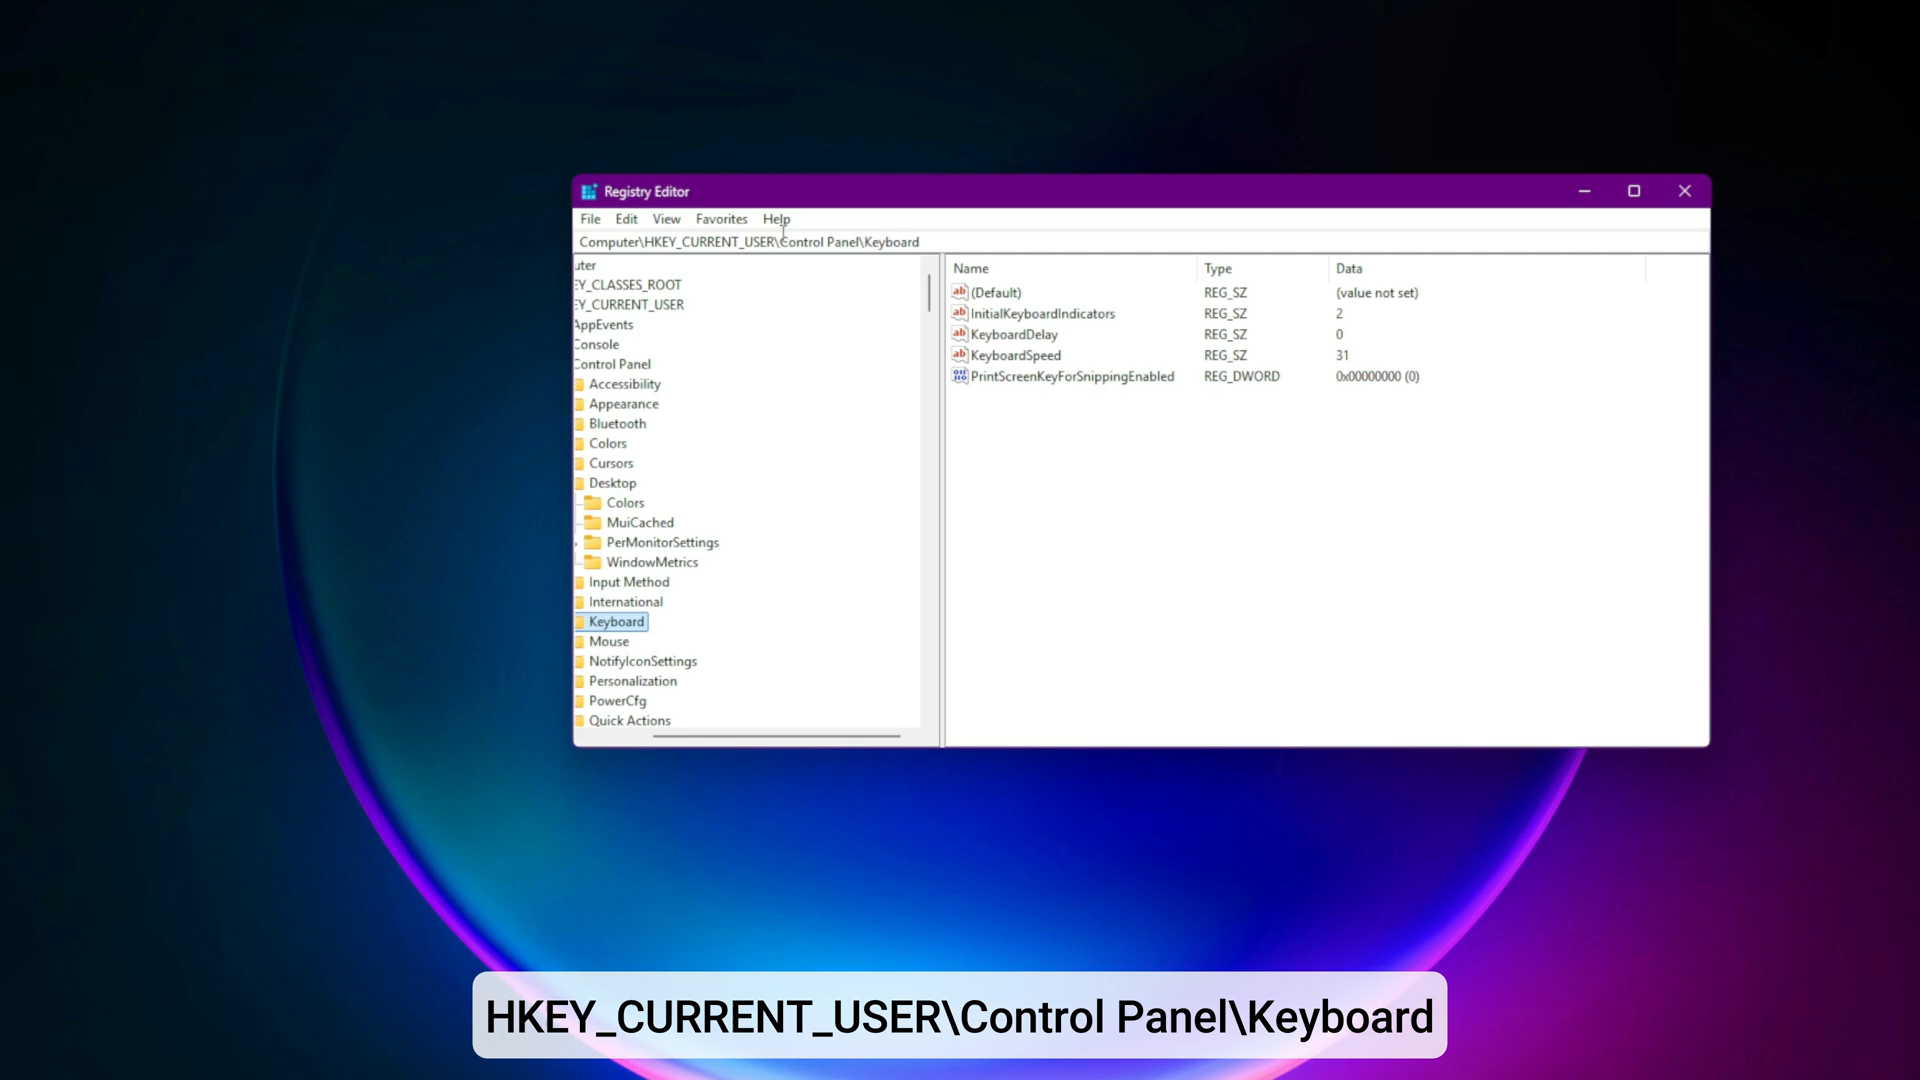 Registry Editor
File Edit View Favorites Help
Computer\HKEY_CURRENT_USER\Control Panel\Keyboard
uter
EY_CLASSES_ROOT
EY_CURRENT_USER
AppEvents
Console
Control Panel
Accessibility
Appearance
Bluetooth
Colors
Cursors
Desktop
Colors
MuiCached
PerMonitorSettings
WindowMetrics
Input Method
International
Keyboard
Mouse
NotifyIconSettings
Personalization
PowerCfg
Quick Actions
Name Type Data
(Default) REG_SZ (value not set)
InitialKeyboardIndicators REG_SZ 2
KeyboardDelay REG_SZ 0
KeyboardSpeed REG_SZ 31
PrintScreenKeyForSnippingEnabled REG_DWORD 0x00000000 (0)
HKEY_CURRENT_USER\Control Panel\Keyboard